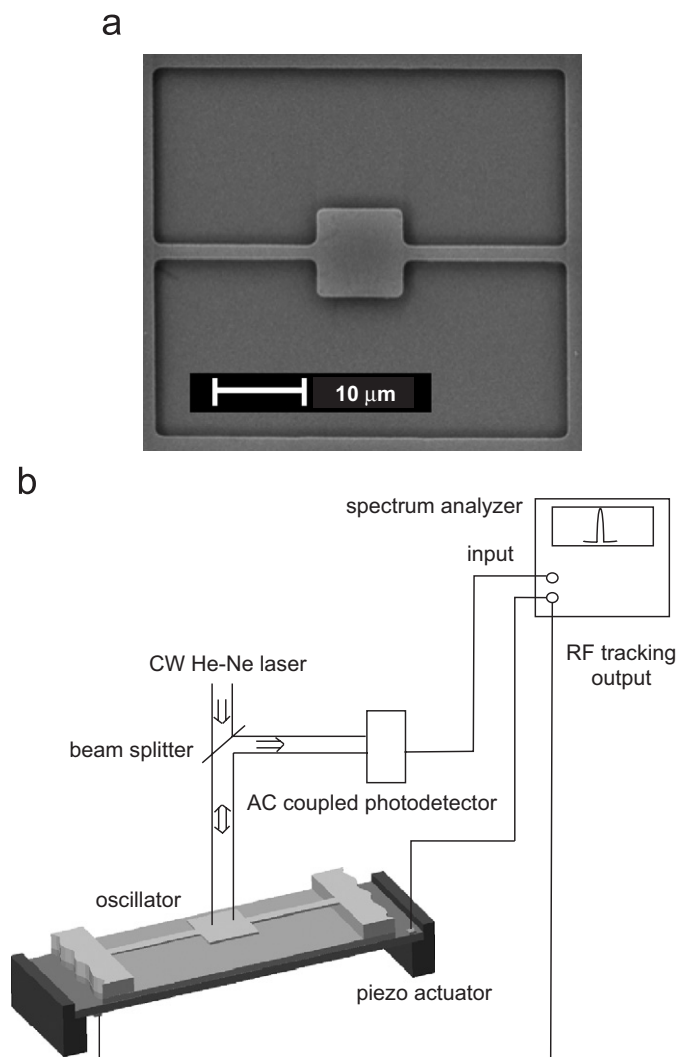 a
10 μm
b
spectrum analyzer
input
CW He-Ne laser
RF tracking
output
beam splitter
AC coupled photodetector
oscillator
piezo actuator